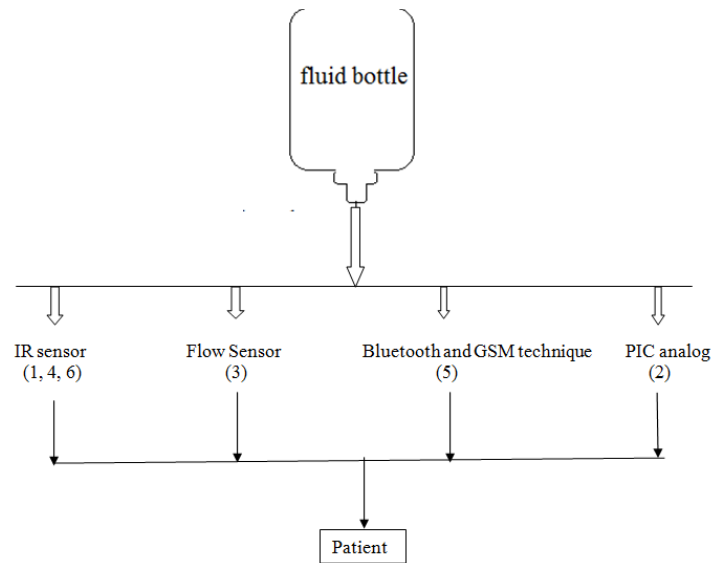 fluid bottle
IR sensor
(1, 4, 6)
Flow Sensor
(3)
Bluetooth and GSM technique
(5)
PIC analog
(2)
Patient